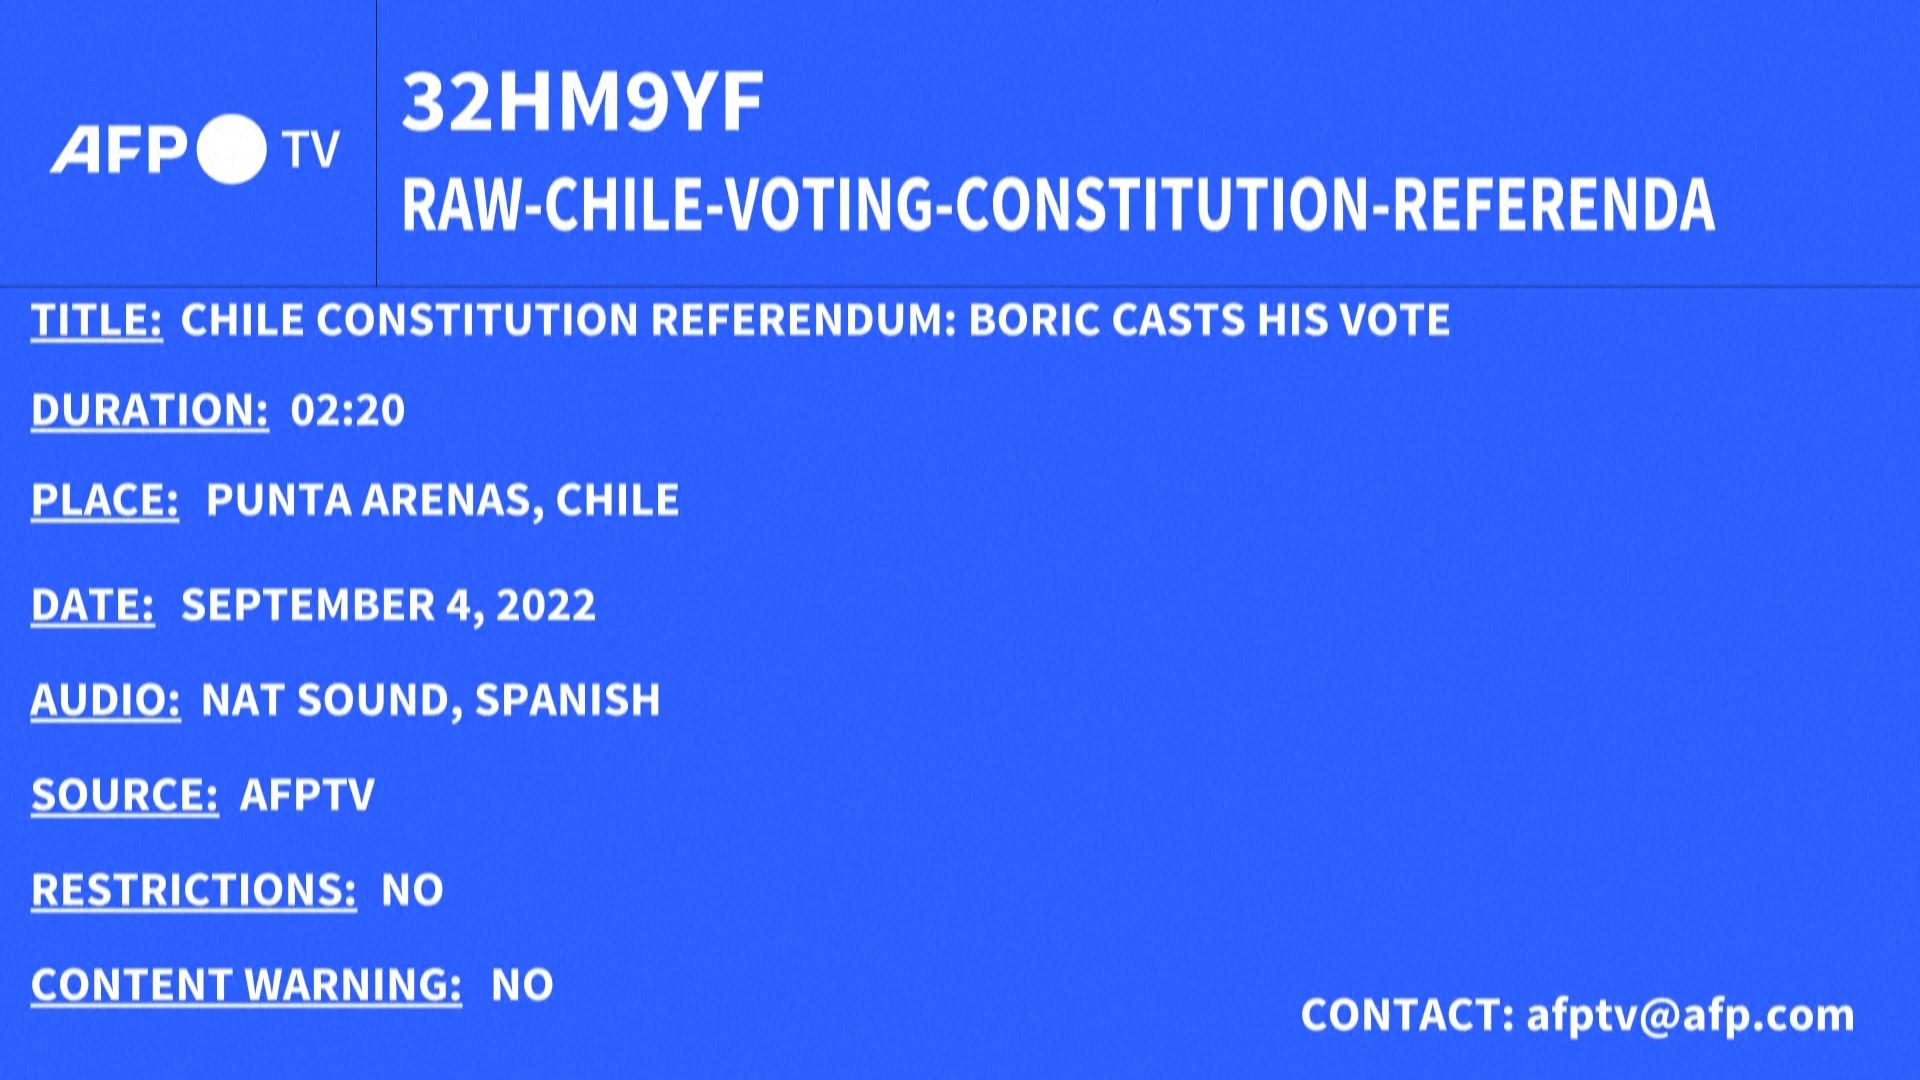 AFP TV
32HM9YF
RAW-CHILE-VOTING-CONSTITUTION-REFERENDA
TITLE: CHILE CONSTITUTION REFERENDUM: BORIC CASTS HIS VOTE
DURATION: 02:20
PLACE: PUNTA ARENAS, CHILE
DATE: SEPTEMBER 4, 2022
AUDIO: NAT SOUND, SPANISH
SOURCE: AFPTV
RESTRICTIONS: NO
CONTENT WARNING: NO
CONTACT: afptv@afp.com